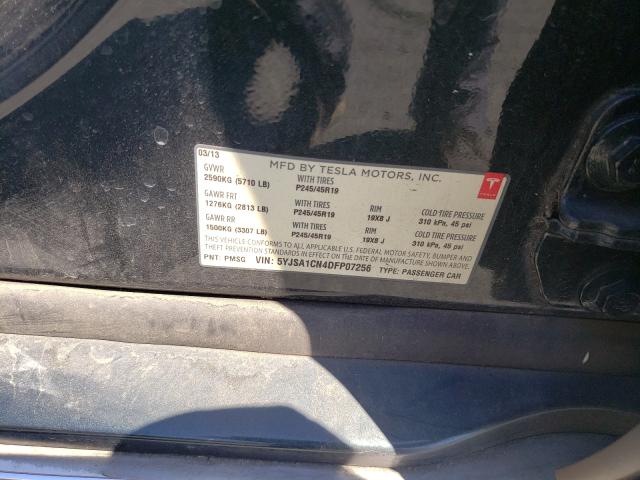 03/13
MFD BY TESLA MOTORS, INC.
GVWR
2590KG (5710 LB)
WITH TIRES
P245/45R19
GAWR FRT
1276KG (2813 LB)
WITH TIRES
P245/45R19
RIM
19X8 J
COLD TIRE PRESSURE
310 kPa, 45 psi
GAWR RR
1500KG (3307 LB)
WITH TIRES
P245/45R19
RIM
19X8 J
COLD TIRE PRESSURE
310 kPa, 45 psi
THIS VEHICLE CONFORMS TO ALL APPLICABLE U.S. FEDERAL MOTOR SAFETY, BUMPER AND
THEFT PREVENTION STANDARDS IN EFFECT ON THE DATE OF MANUFACTURE SHOWN ABOVE.
PNT: PMSG VIN: 5YJSA1CN4DFP07256 TYPE: PASSENGER CAR
TESLA